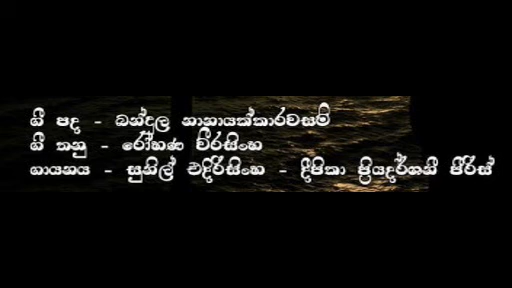 ගී පද - බන්දුල නානායක්කාරවසම්
ගී තනු - රෝහණ වීරසිංහ
ගායනය - සුනිල් එදිරිසිංහ - දීපිකා ප්‍රියදර්ශනී පීරිස්